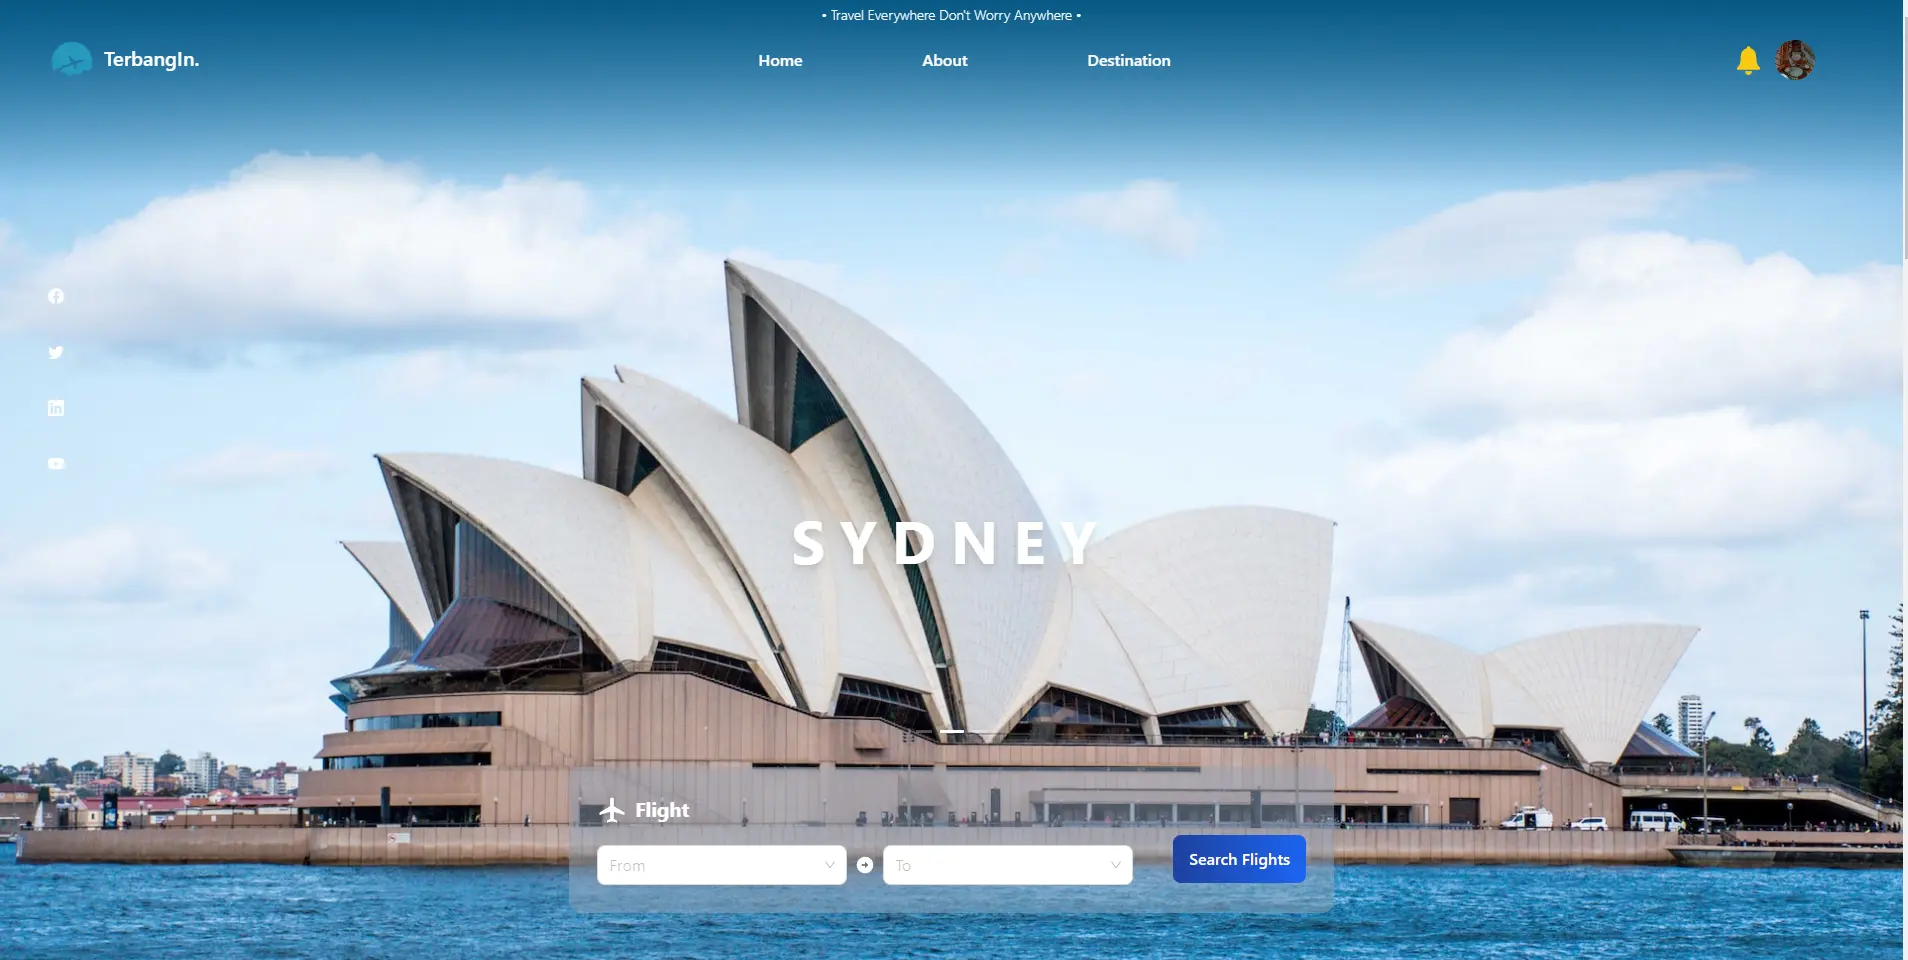 • Travel Everywhere Don't Worry Anywhere •
TerbangIn.
Home
About
Destination
SYDNEY
Flight
From
To
Search Flights